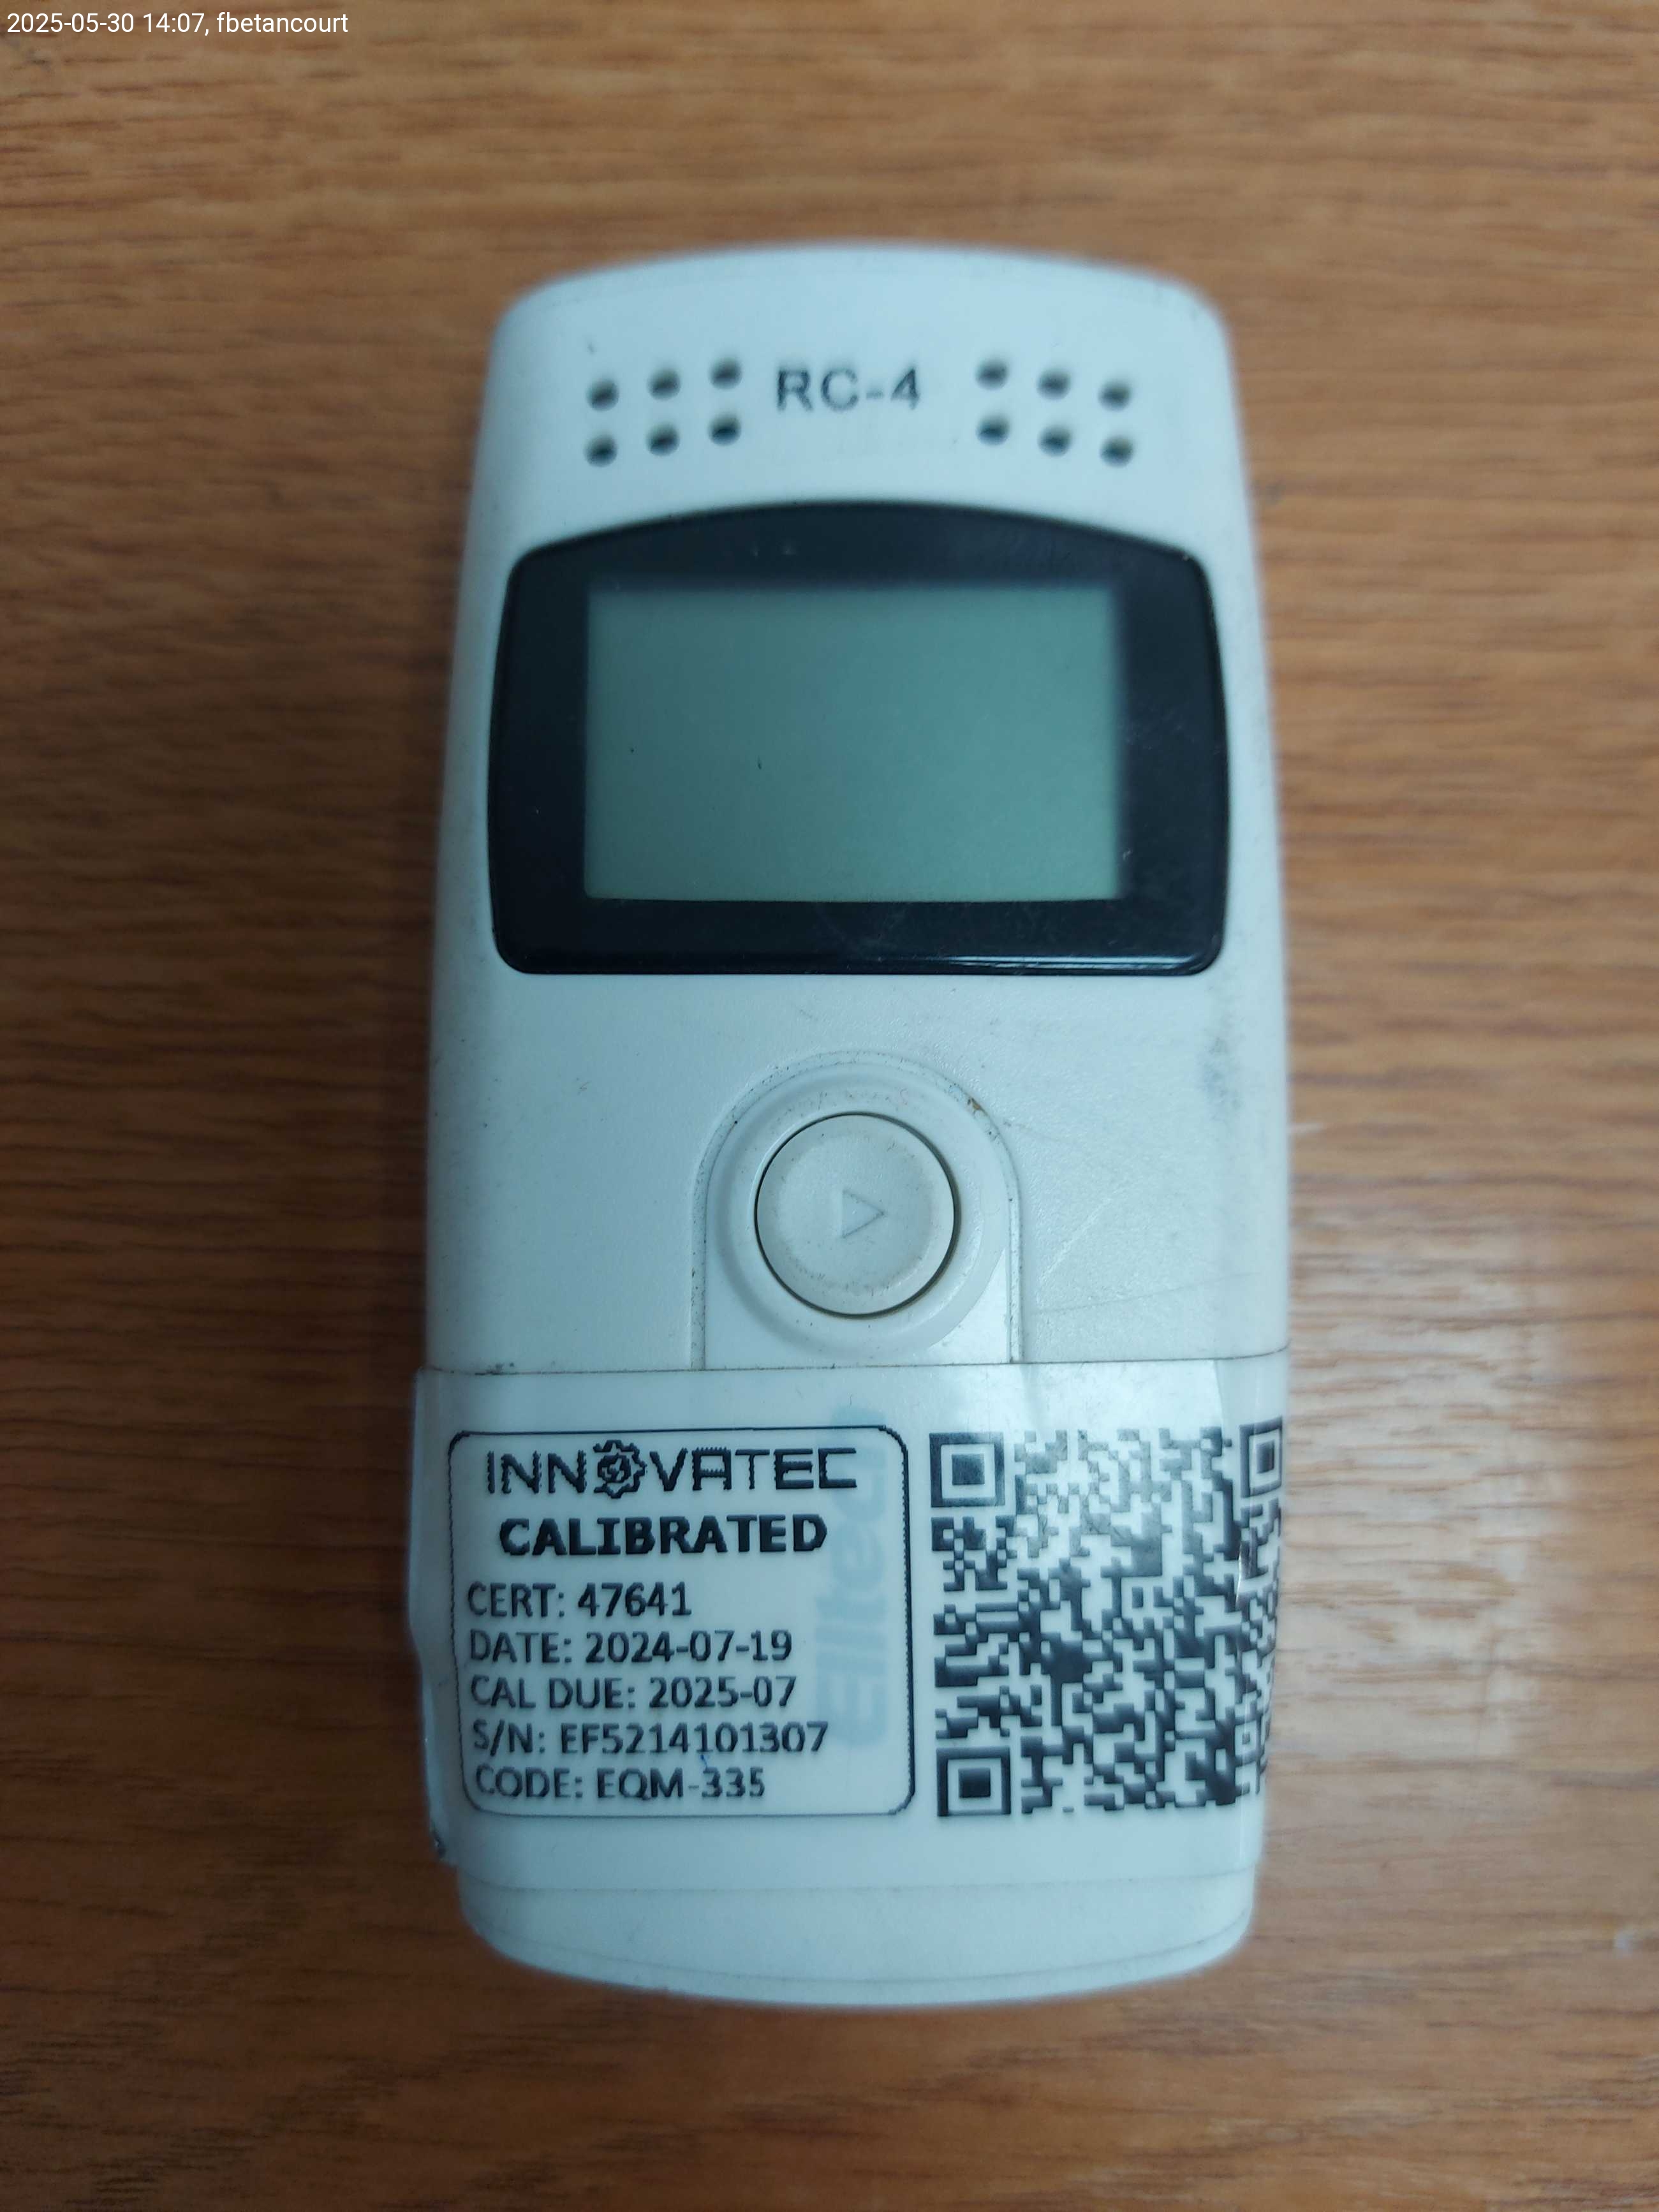 2025-05-30 14:07, fbetancourt
RC-4
INNOVATEC
CALIBRATED
CERT: 47641
DATE: 2024-07-19
CAL DUE: 2025-07
S/N: EF5214101307
CODE: EQM-335
Elitech